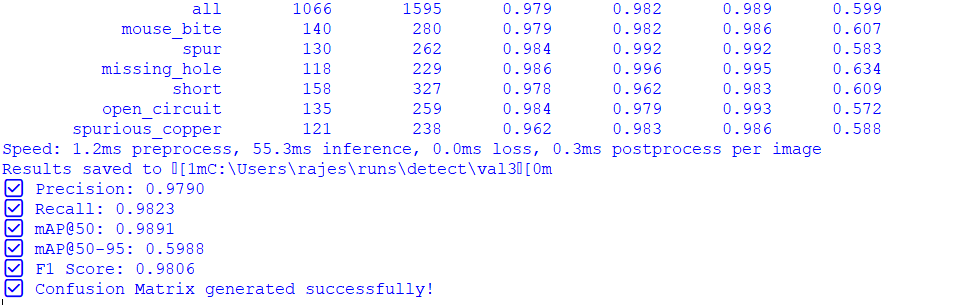 all 1066 1595 0.979 0.982 0.989 0.599
mouse_bite 140 280 0.979 0.982 0.986 0.607
spur 130 262 0.984 0.992 0.992 0.583
missing_hole 118 229 0.986 0.996 0.995 0.634
short 158 327 0.978 0.962 0.983 0.609
open_circuit 135 259 0.984 0.979 0.993 0.572
spurious_copper 121 238 0.962 0.983 0.986 0.588
Speed: 1.2ms preprocess, 55.3ms inference, 0.0ms loss, 0.3ms postprocess per image
Results saved to [1mC:\Users\rajes\runs\detect\val3[0m
☑ Precision: 0.9790
☑ Recall: 0.9823
☑ mAP@50: 0.9891
☑ mAP@50-95: 0.5988
☑ F1 Score: 0.9806
☑ Confusion Matrix generated successfully!